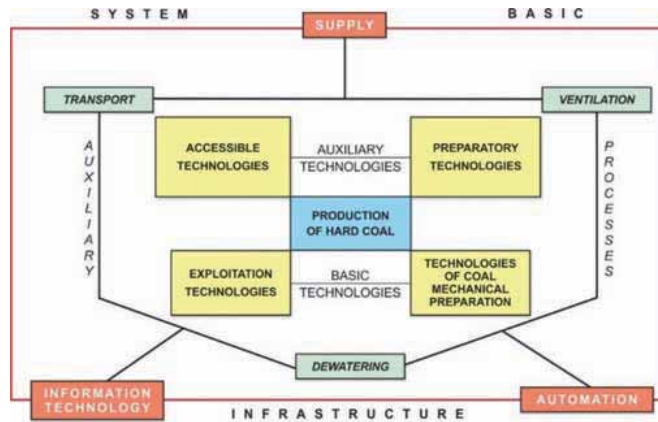 SYSTEM
BASIC
SUPPLY
TRANSPORT
VENTILATION
AUXILIARY
PROCESSES
ACCESSIBLE
TECHNOLOGIES
AUXILIARY
TECHNOLOGIES
PREPARATORY
TECHNOLOGIES
PRODUCTION
OF HARD COAL
EXPLOITATION
TECHNOLOGIES
BASIC
TECHNOLOGIES
TECHNOLOGIES
OF COAL
MECHANICAL
PREPARATION
DEWATERING
INFORMATION
TECHNOLOGY
AUTOMATION
INFRASTRUCTURE